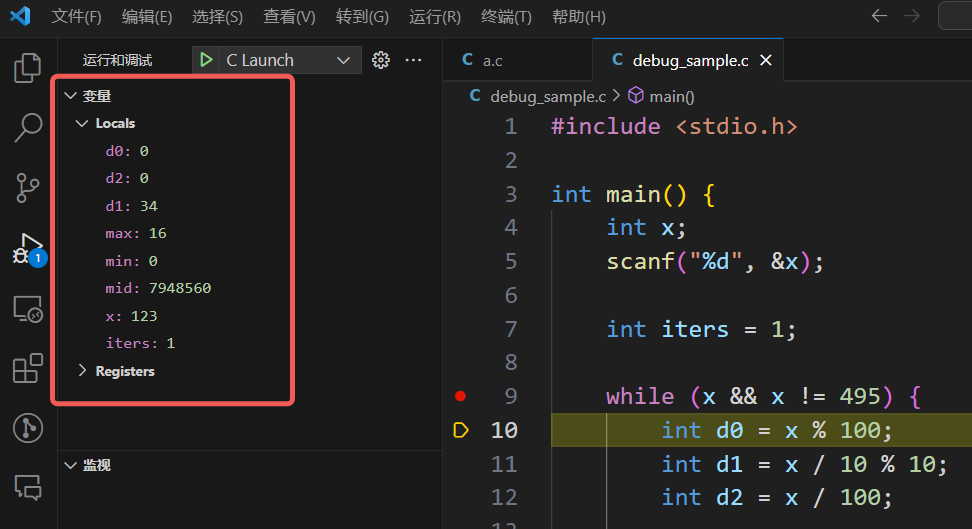 文件(F) 编辑(E) 选择(S) 查看(V) 转到(G) 运行(R) 终端(T) 帮助(H)
运行和调试 C Launch ...
变量
Locals
d0: 0
d2: 0
d1: 34
max: 16
min: 0
mid: 7948560
x: 123
iters: 1
Registers
1
监视
C a.c
C debug_sample.c
C debug_sample.c > main()
1 #include <stdio.h>
2
3 int main() {
4 int x;
5 scanf("%d", &x);
6
7 int iters = 1;
8
9 while (x && x != 495) {
10 int d0 = x % 100;
11 int d1 = x / 10 % 10;
12 int d2 = x / 100;
13